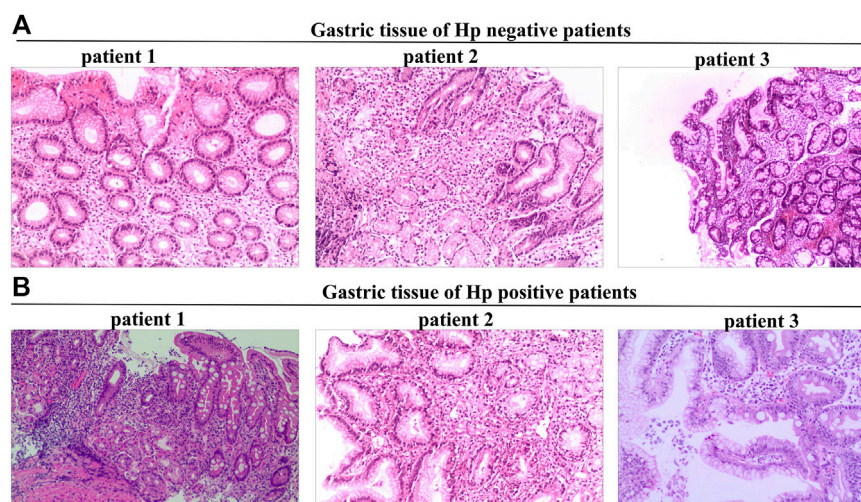 A
Gastric tissue of Hp negative patients
patient 1 patient 2 patient 3
B
Gastric tissue of Hp positive patients
patient 1 patient 2 patient 3